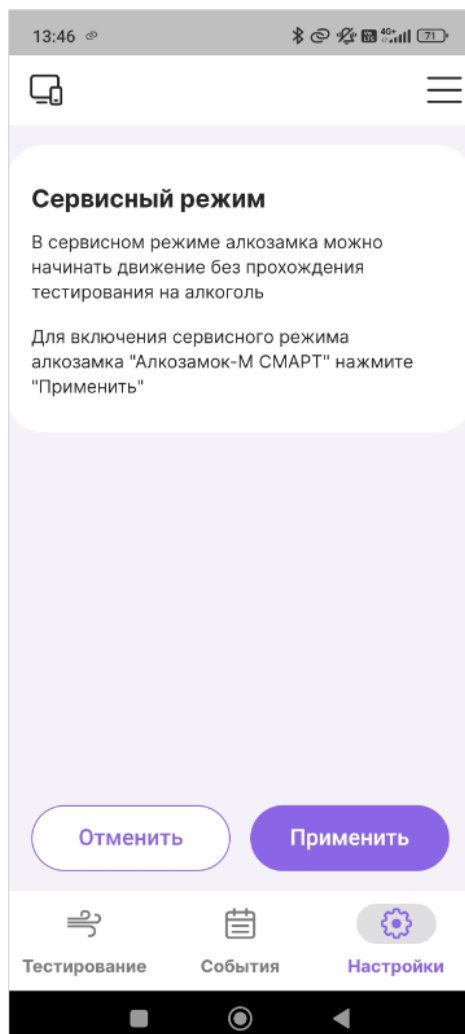 13:46
4G+
71
Сервисный режим
В сервисном режиме алкозамка можно
начинать движение без прохождения
тестирования на алкоголь
Для включения сервисного режима
алкозамка "Алкозамок-М СМАРТ" нажмите
"Применить"
Отменить
Применить
Тестирование
События
Настройки